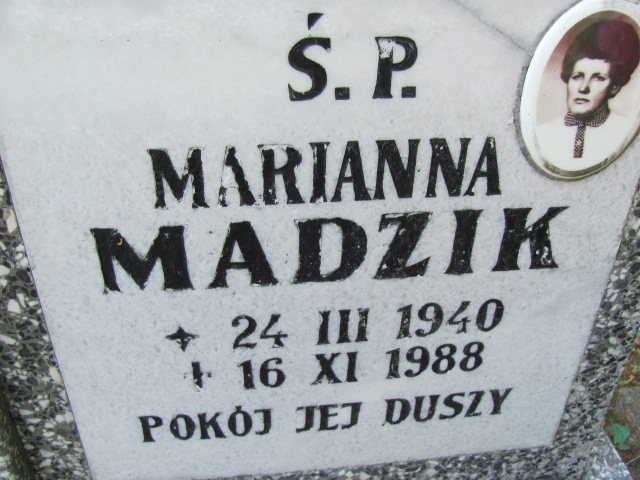 Ś. P.
MARIANNA
MADZIK
✦ 24 III 1940
+ 16 XI 1988
POKÓJ JEJ DUSZY